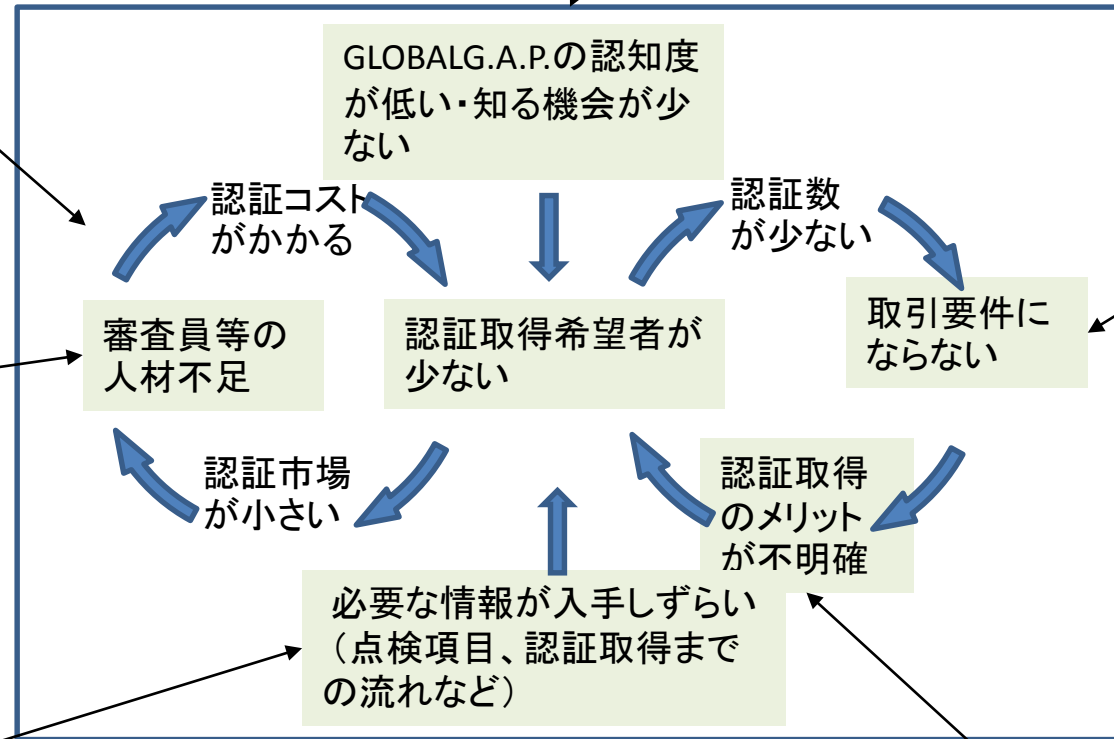 GLOBALG.A.P.の認知度
が低い・知る機会が少
ない
認証コスト
がかかる
認証数
が少ない
審査員等の
人材不足
認証取得希望者が
少ない
取引要件に
ならない
認証市場
が小さい
認証取得
のメリット
が不明確
必要な情報が入手しずらい
（点検項目、認証取得まで
の流れなど）